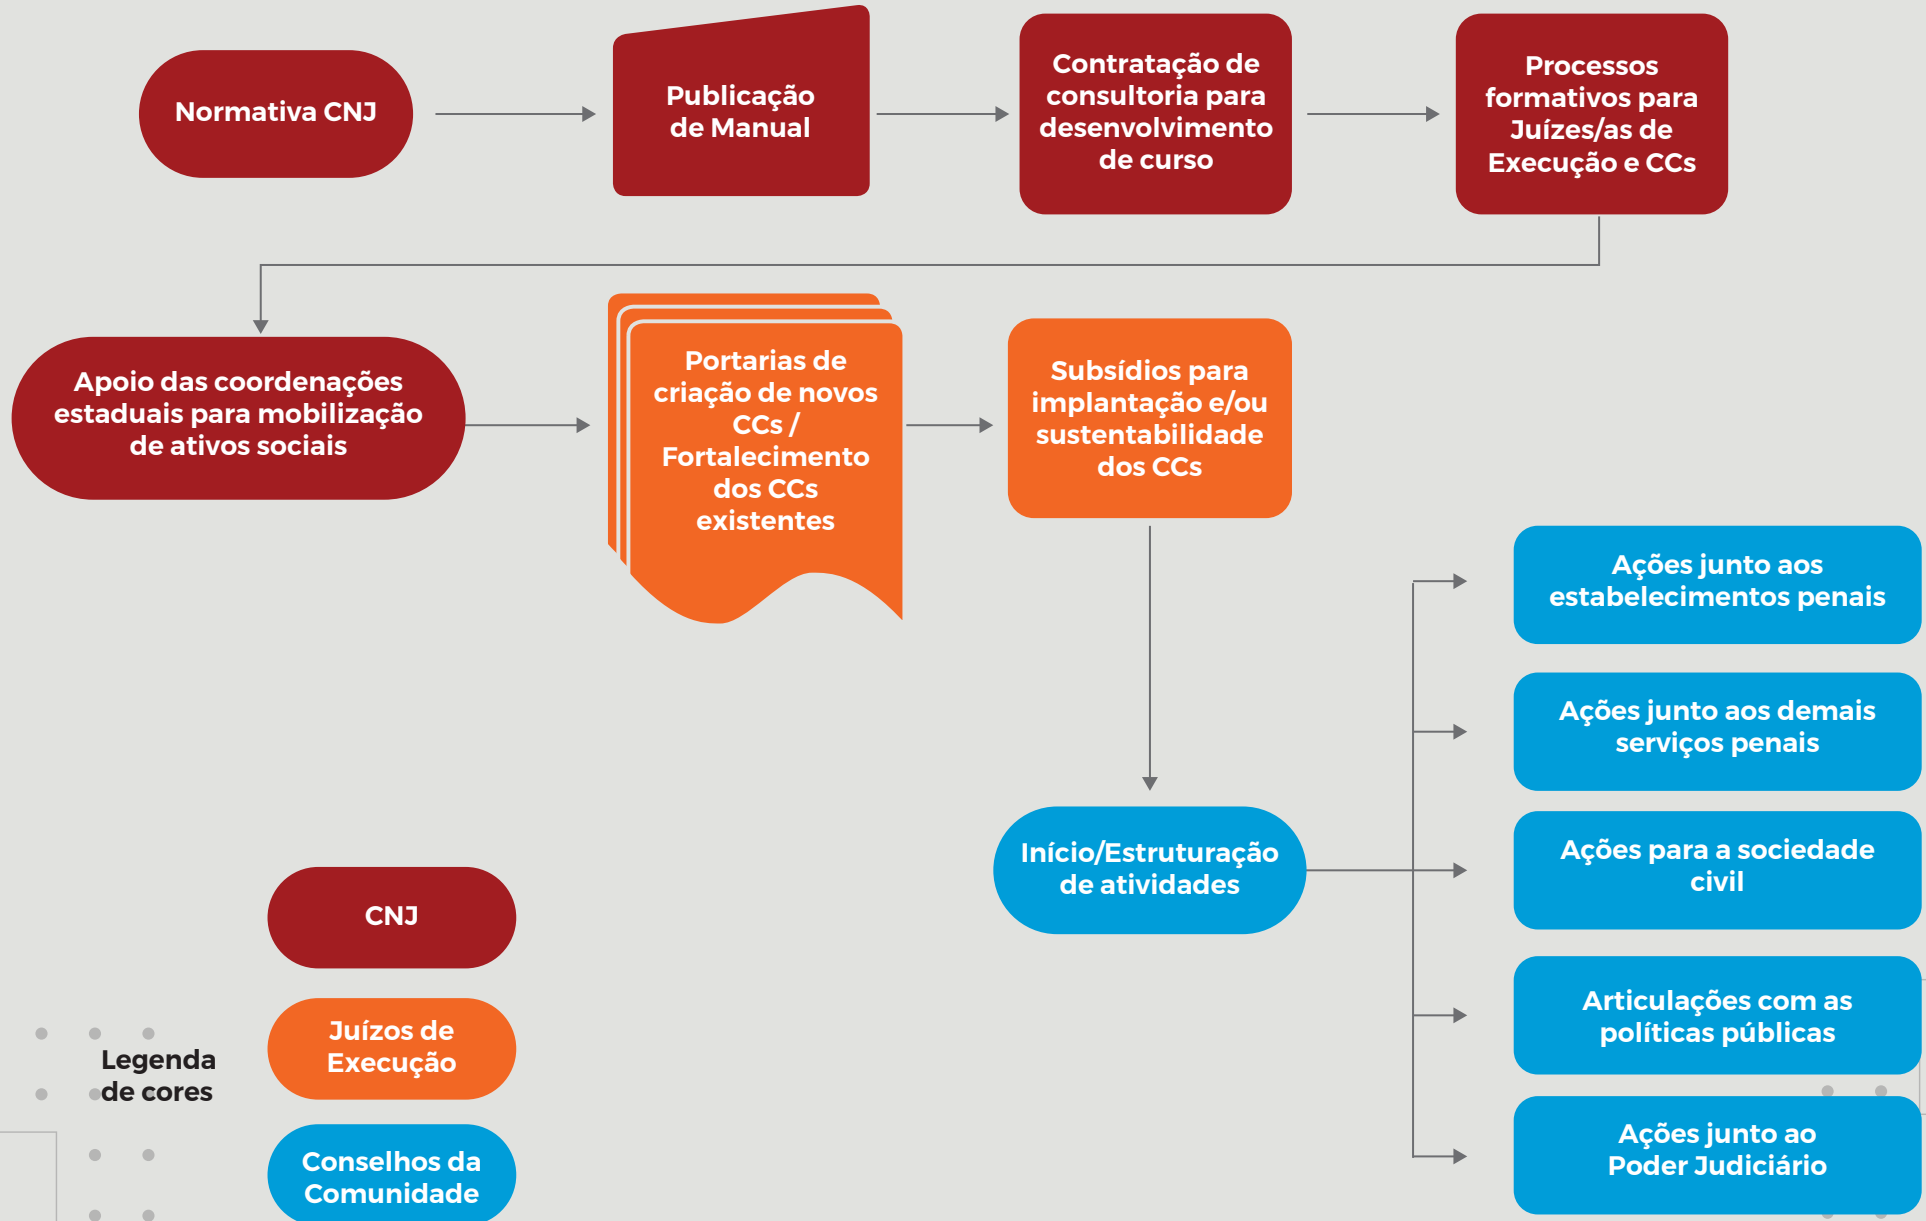 Normativa CNJ
Publicação
de Manual
Contratação de
consultoria para
desenvolvimento
de curso
Processos
formativos para
Juízes/as de
Execução e CCs
Apoio das coordenações
estaduais para mobilização
de ativos sociais
Portarias de
criação de novos
CCs /
Fortalecimento
dos CCs
existentes
Subsídios para
implantação e/ou
sustentabilidade
dos CCs
Início/Estruturação
de atividades
Ações junto aos
estabelecimentos penais
Ações junto aos demais
serviços penais
Ações para a sociedade
civil
Articulações com as
políticas públicas
Ações junto ao
Poder Judiciário
Legenda
de cores
CNJ
Juízos de
Execução
Conselhos da
Comunidade